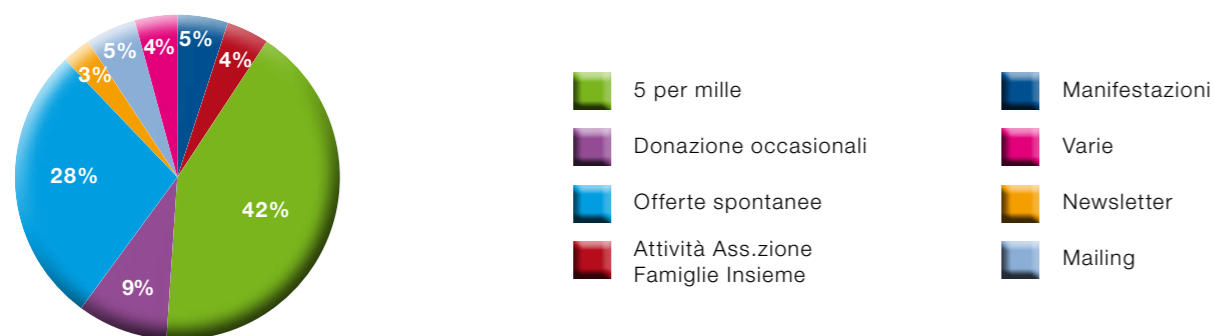 5%
4%
42%
9%
28%
3%
5%
4%
5 per mille
Donazione occasionali
Offerte spontanee
Attività Ass.zione
Famiglie Insieme
Manifestazioni
Varie
Newsletter
Mailing